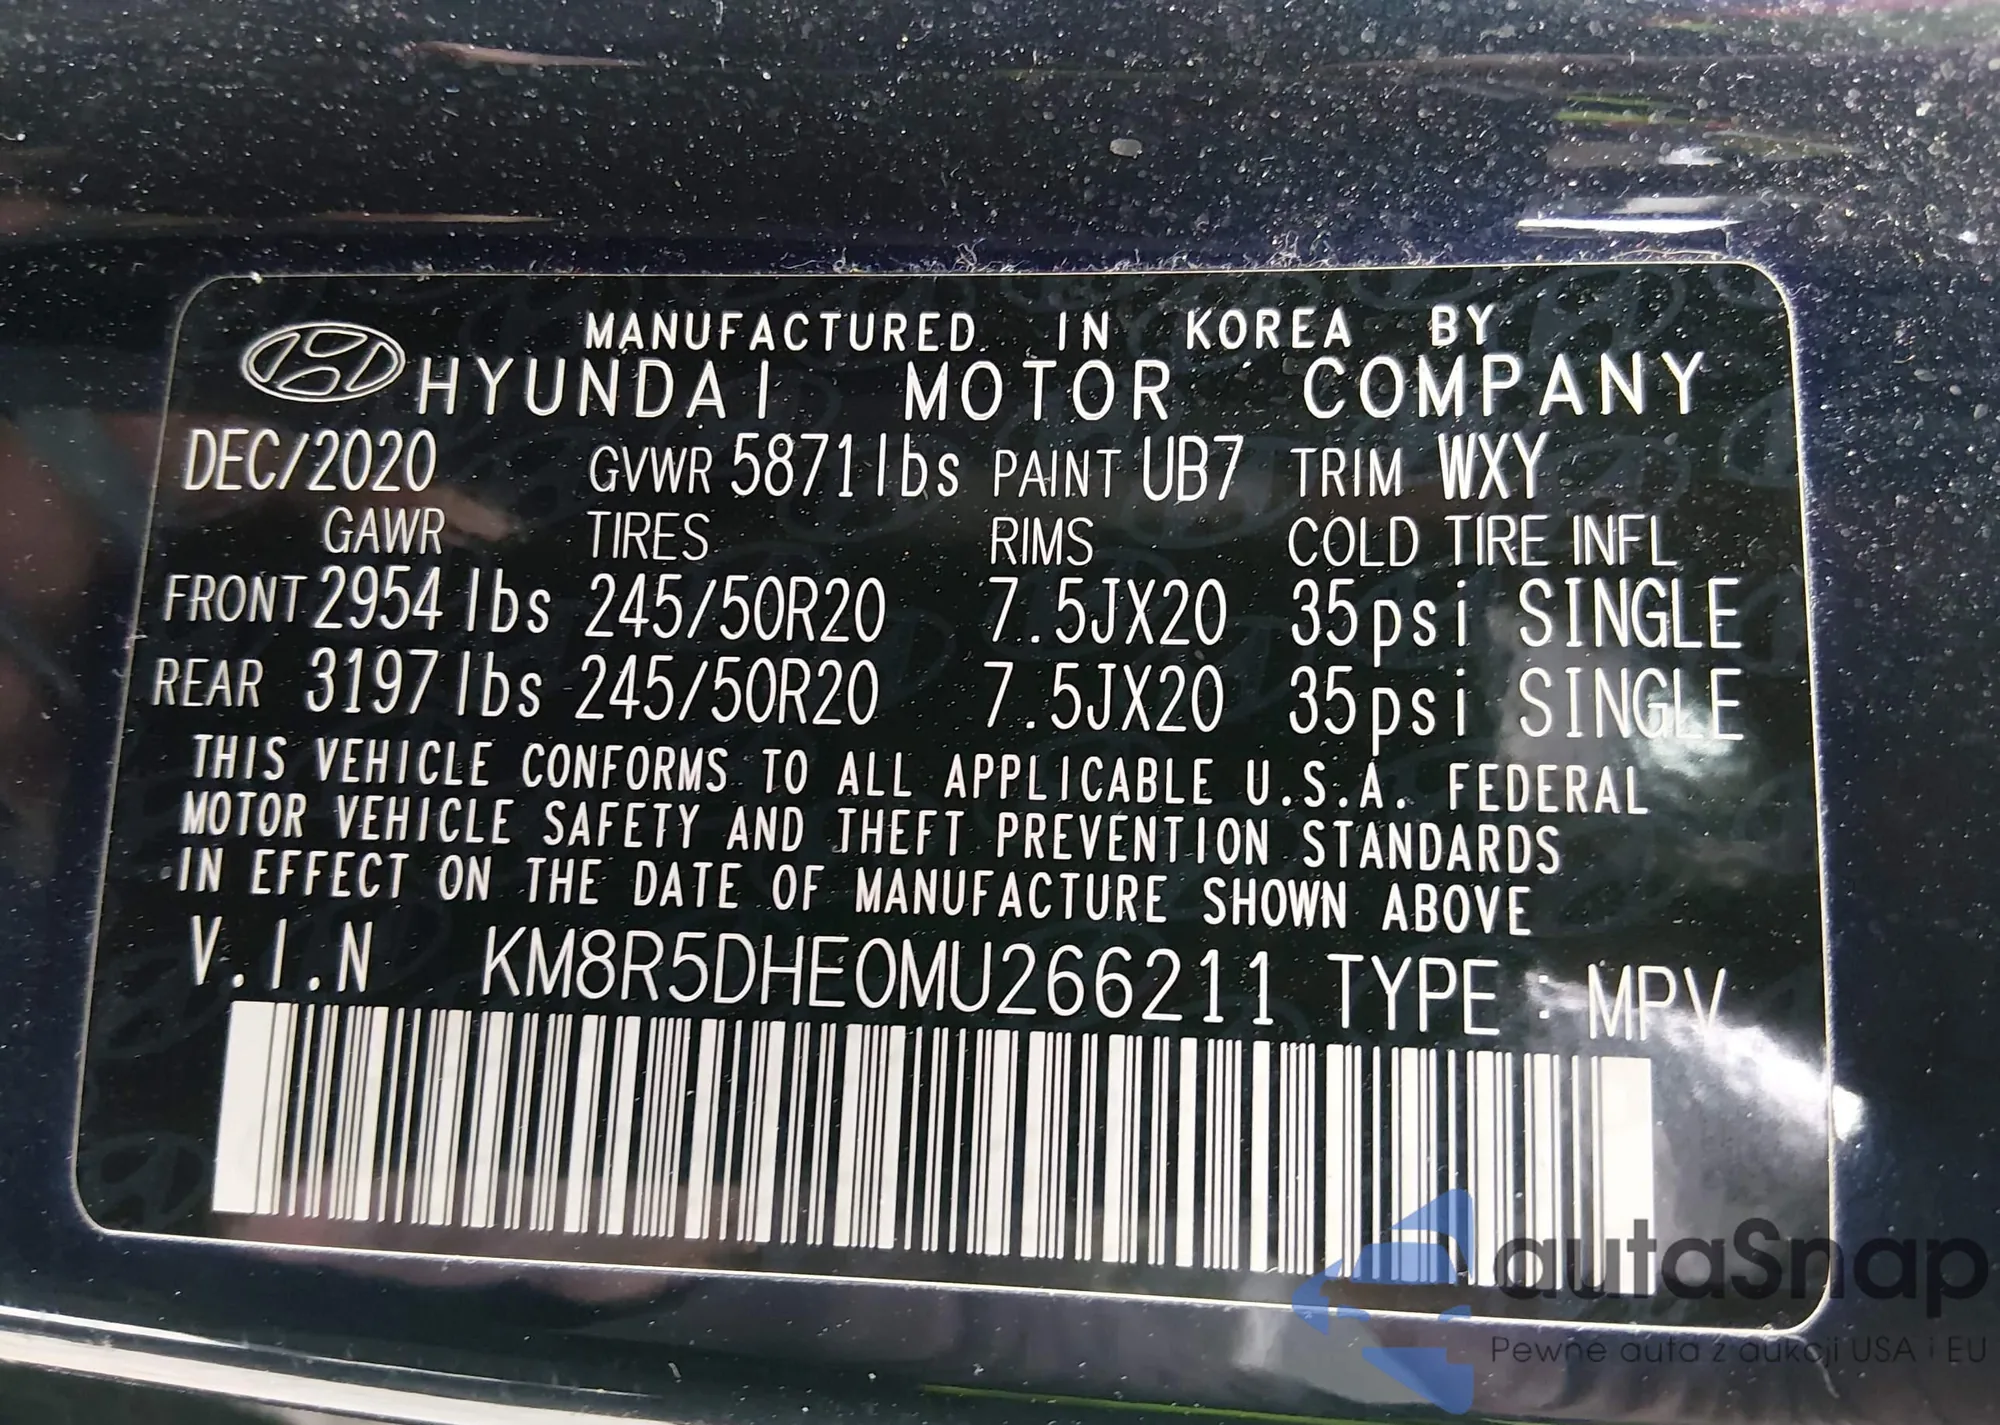 MANUFACTURED IN KOREA BY
HYUNDAI MOTOR COMPANY
DEC/2020 GVWR 5871lbs PAINT UB7 TRIM WXY
GAWR TIRES RIMS COLD TIRE INFL
FRONT 2954 lbs 245/50R20 7.5JX20 35psi SINGLE
REAR 3197 lbs 245/50R20 7.5JX20 35psi SINGLE
THIS VEHICLE CONFORMS TO ALL APPLICABLE U.S.A. FEDERAL
MOTOR VEHICLE SAFETY AND THEFT PREVENTION STANDARDS
IN EFFECT ON THE DATE OF MANUFACTURE SHOWN ABOVE
V.I.N KM8R5DHE0MU266211 TYPE : MPV
autaSnap
Pewne auta z aukcji USA i EU